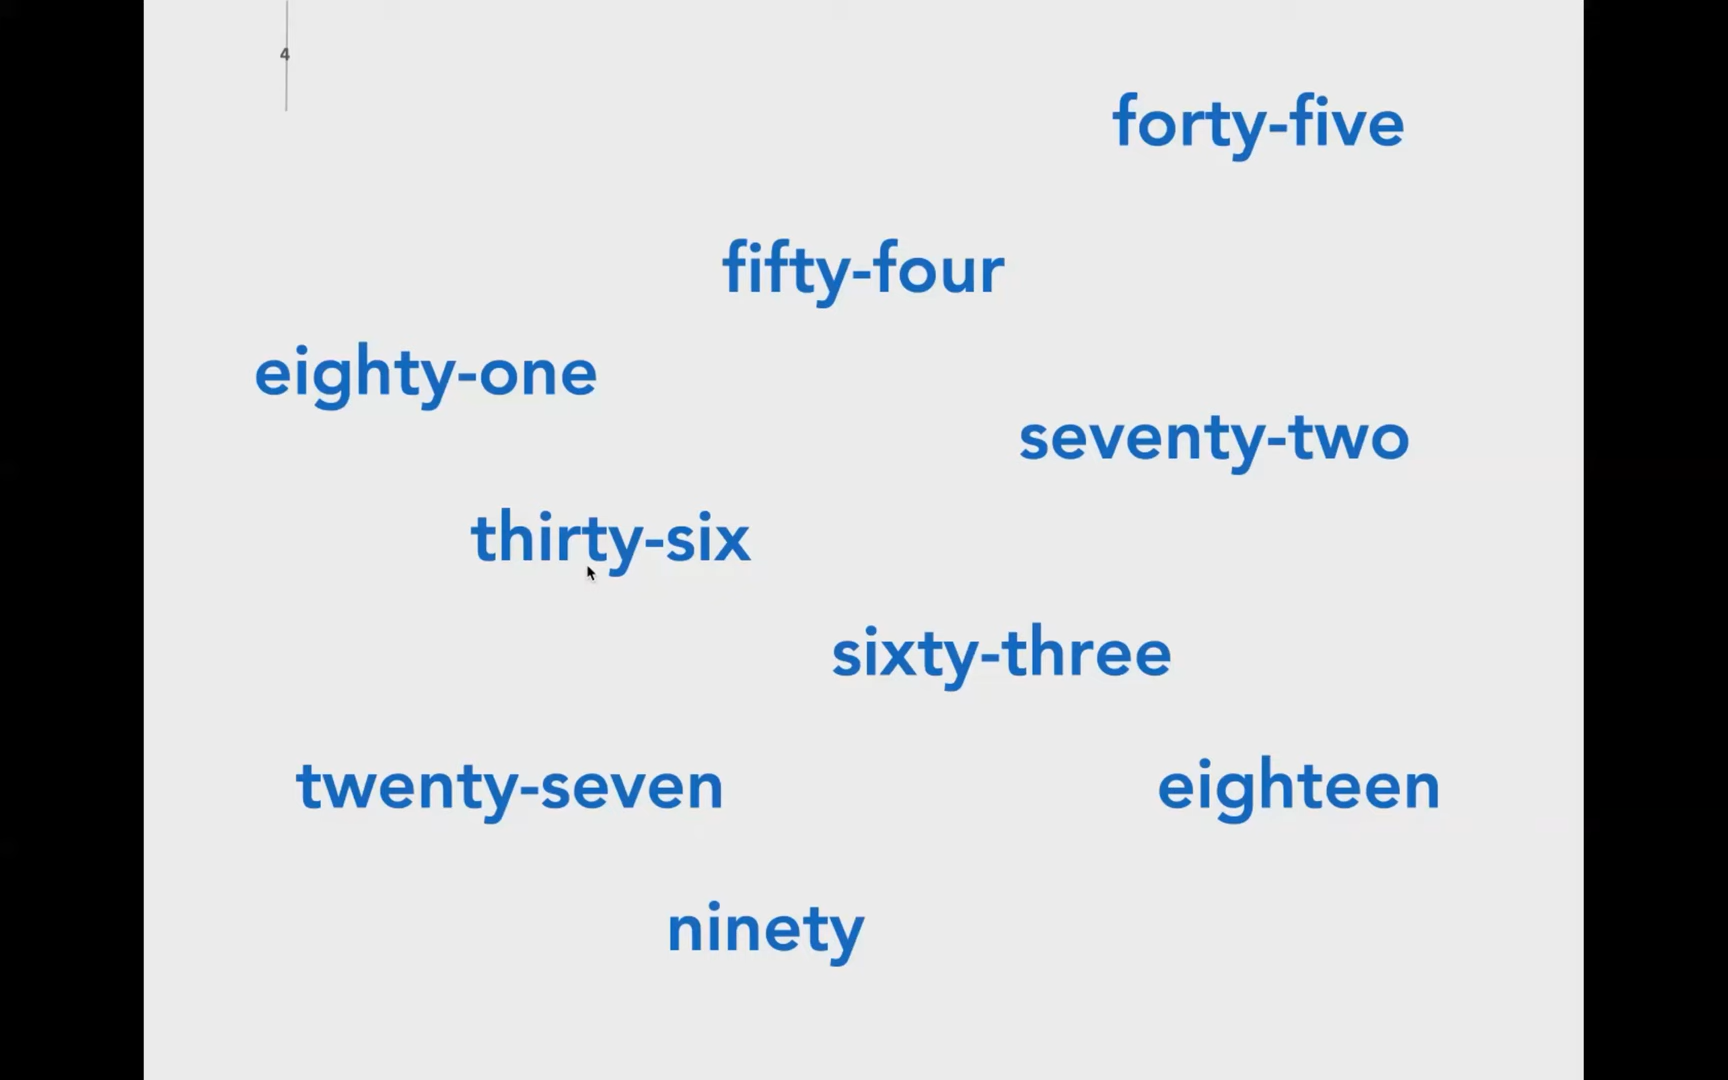 4
forty-five
fifty-four
eighty-one
seventy-two
thirty-six
sixty-three
twenty-seven
eighteen
ninety